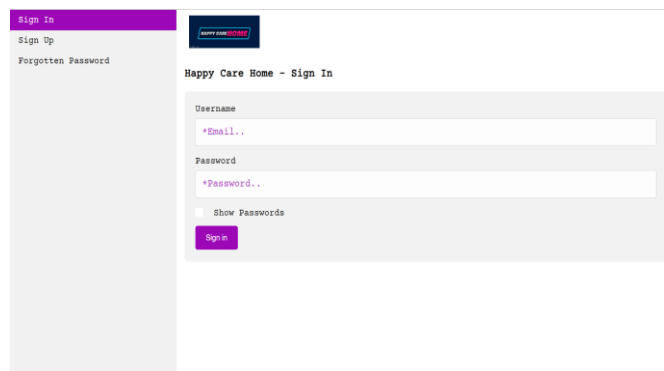 Sign In
Sign Up
Forgotten Password
HAPPY CARE HOME
Happy Care Home - Sign In
Username
*Email..
Password
*Password..
Show Passwords
Sign in